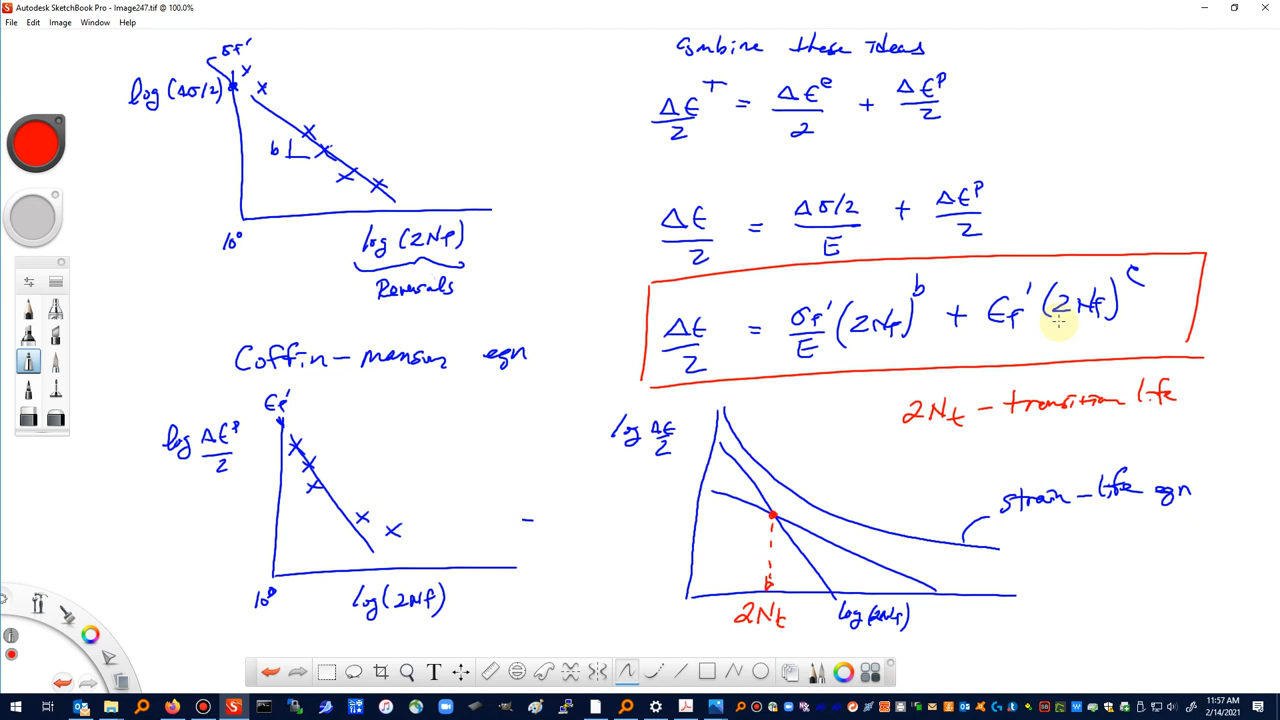 Autodesk SketchBook Pro - Image247.tif @ 100.0%
File Edit Image Window Help
σf'
log (Δσ/2)
b
10⁰
log (2Nf)
Reversals
Coffin - manson eqn
εf'
log Δε^p/2
10⁰
log (2Nf)
Combine these ideas
Δε^T/2 = Δε^e/2 + Δε^p/2
Δε/2 = Δσ/2/E + Δε^p/2
Δε/2 = σf'/E (2Nf)^b + εf' (2Nf)^c
2Nt - transition life
log Δε/2
strain - life eqn
2Nt
log (2Nf)
T
11:57 AM
2/14/2021